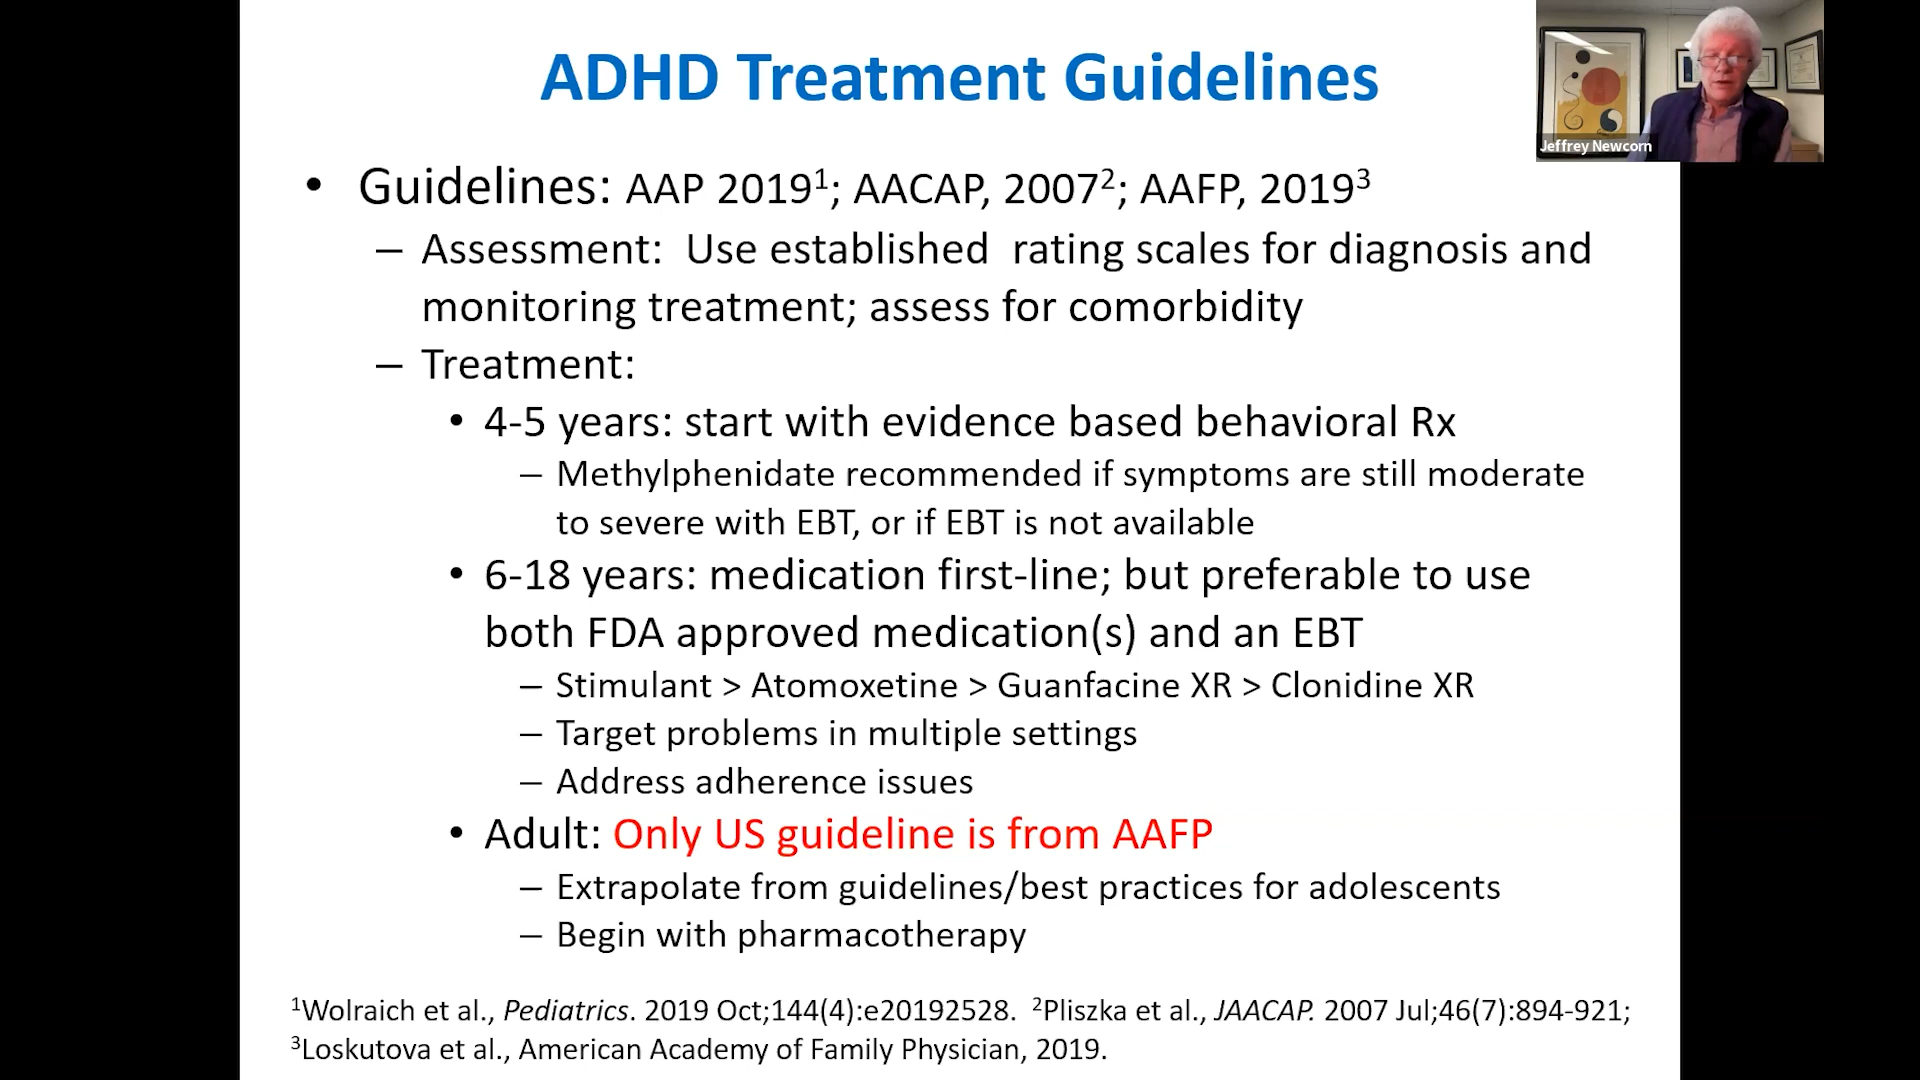 ADHD Treatment Guidelines
Jeffrey Newcorn
• Guidelines: AAP 2019¹; AACAP, 2007²; AAFP, 2019³
– Assessment: Use established rating scales for diagnosis and
monitoring treatment; assess for comorbidity
– Treatment:
• 4-5 years: start with evidence based behavioral Rx
– Methylphenidate recommended if symptoms are still moderate
to severe with EBT, or if EBT is not available
• 6-18 years: medication first-line; but preferable to use
both FDA approved medication(s) and an EBT
– Stimulant > Atomoxetine > Guanfacine XR > Clonidine XR
– Target problems in multiple settings
– Address adherence issues
• Adult: Only US guideline is from AAFP
– Extrapolate from guidelines/best practices for adolescents
– Begin with pharmacotherapy
¹Wolraich et al., Pediatrics. 2019 Oct;144(4):e20192528. ²Pliszka et al., JAACAP. 2007 Jul;46(7):894-921;
³Loskutova et al., American Academy of Family Physician, 2019.